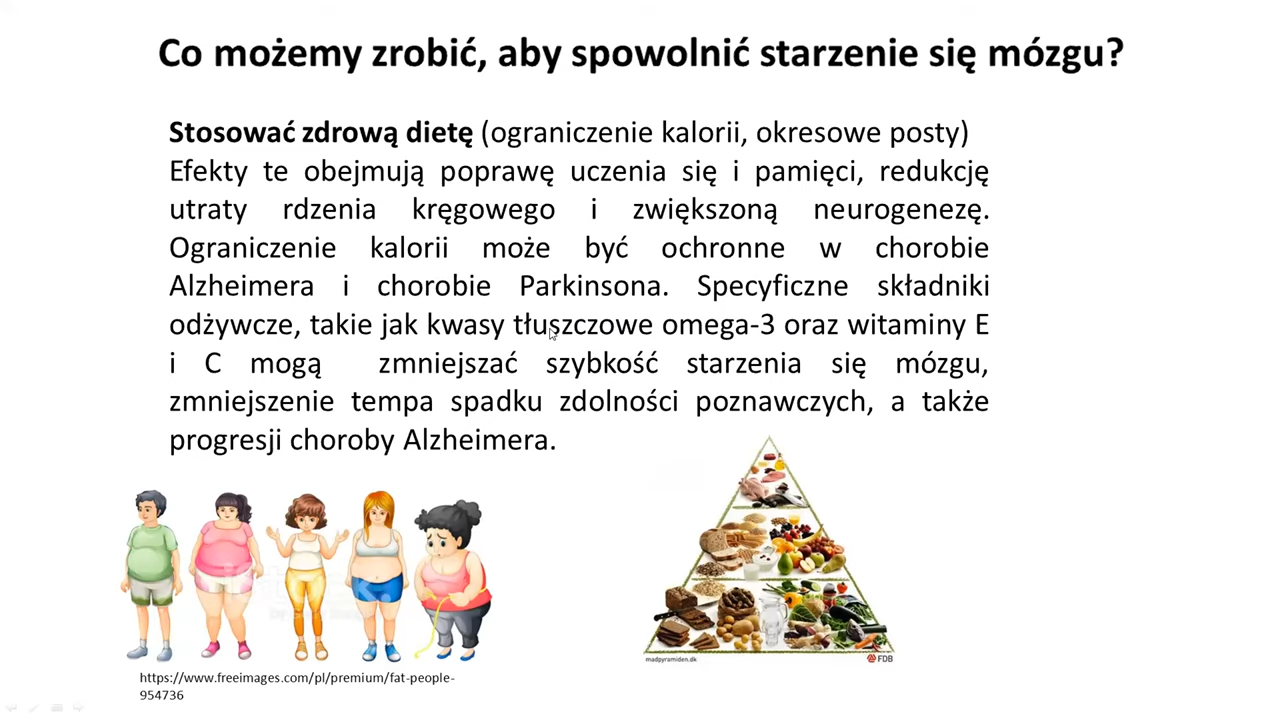 Co możemy zrobić, aby spowolnić starzenie się mózgu?
Stosować zdrową dietę (ograniczenie kalorii, okresowe posty)
Efekty te obejmują poprawę uczenia się i pamięci, redukcję
utraty rdzenia kręgowego i zwiększoną neurogenezę.
Ograniczenie kalorii może być ochronne w chorobie
Alzheimera i chorobie Parkinsona. Specyficzne składniki
odżywcze, takie jak kwasy tłuszczowe omega-3 oraz witaminy E
i C mogą zmniejszać szybkość starzenia się mózgu,
zmniejszenie tempa spadku zdolności poznawczych, a także
progresji choroby Alzheimera.
madpyramiden.dk
FDB
https://www.freeimages.com/pl/premium/fat-people-
954736